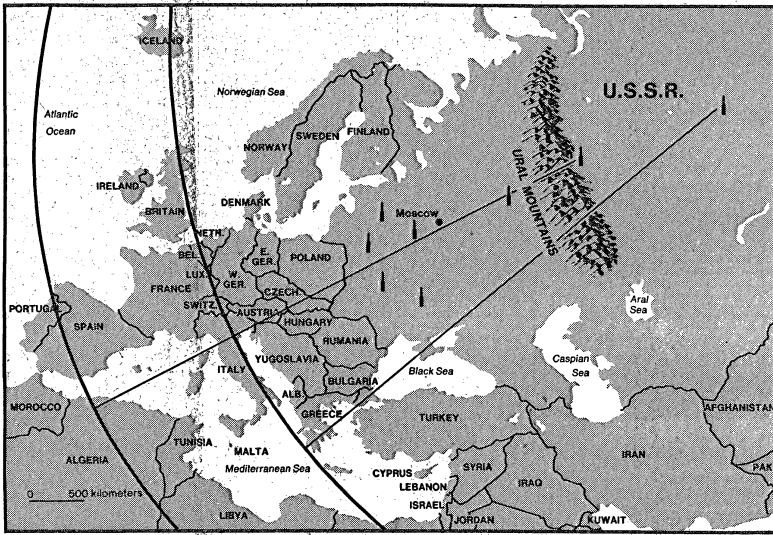 ICELAND
U.S.S.R.
Norwegian Sea
Atlantic
Ocean
SWEDEN
FINLAND
NORWAY
URAL MOUNTAINS
IRELAND
DENMARK
BRITAIN
Moscow
NETH.
BEL.
E.
GER.
POLAND
LUX.
W.
GER.
FRANCE
CZECH.
SWITZ.
AUSTRIA
PORTUGAL
HUNGARY
Aral
Sea
SPAIN
RUMANIA
YUGOSLAVIA
Caspian
Sea
ITALY
Black Sea
BULGARIA
ALB.
MOROCCO
GREECE
TURKEY
AFGHANISTAN
TUNISIA
MALTA
IRAN
ALGERIA
Mediterranean Sea
CYPRUS
SYRIA
PAK
LEBANON
IRAQ
0 500 kilometers
ISRAEL
LIBYA
JORDAN
KUWAIT